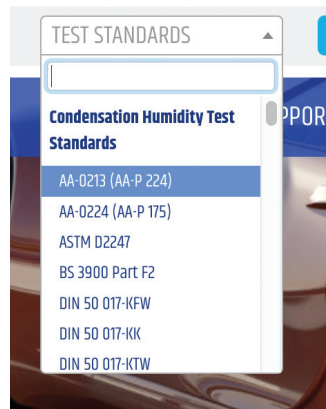 TEST STANDARDS
Condensation Humidity Test
Standards
AA-0213 (AA-P 224)
AA-0224 (AA-P 175)
ASTM D2247
BS 3900 Part F2
DIN 50 017-KFW
DIN 50 017-KK
DIN 50 017-KTW